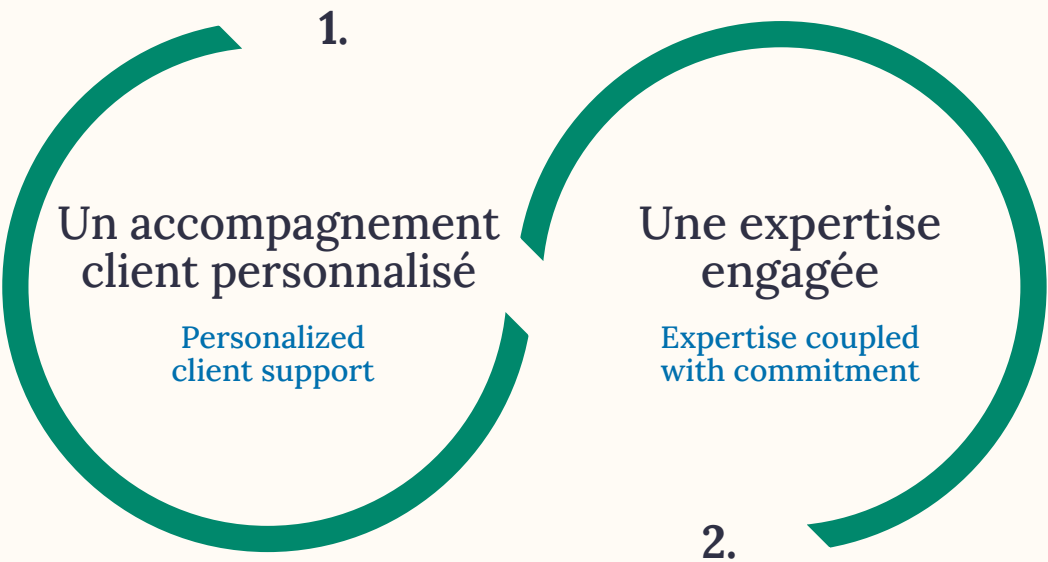 1.
Un accompagnement
client personnalisé
Personalized
client support
Une expertise
engagée
Expertise coupled
with commitment
2.